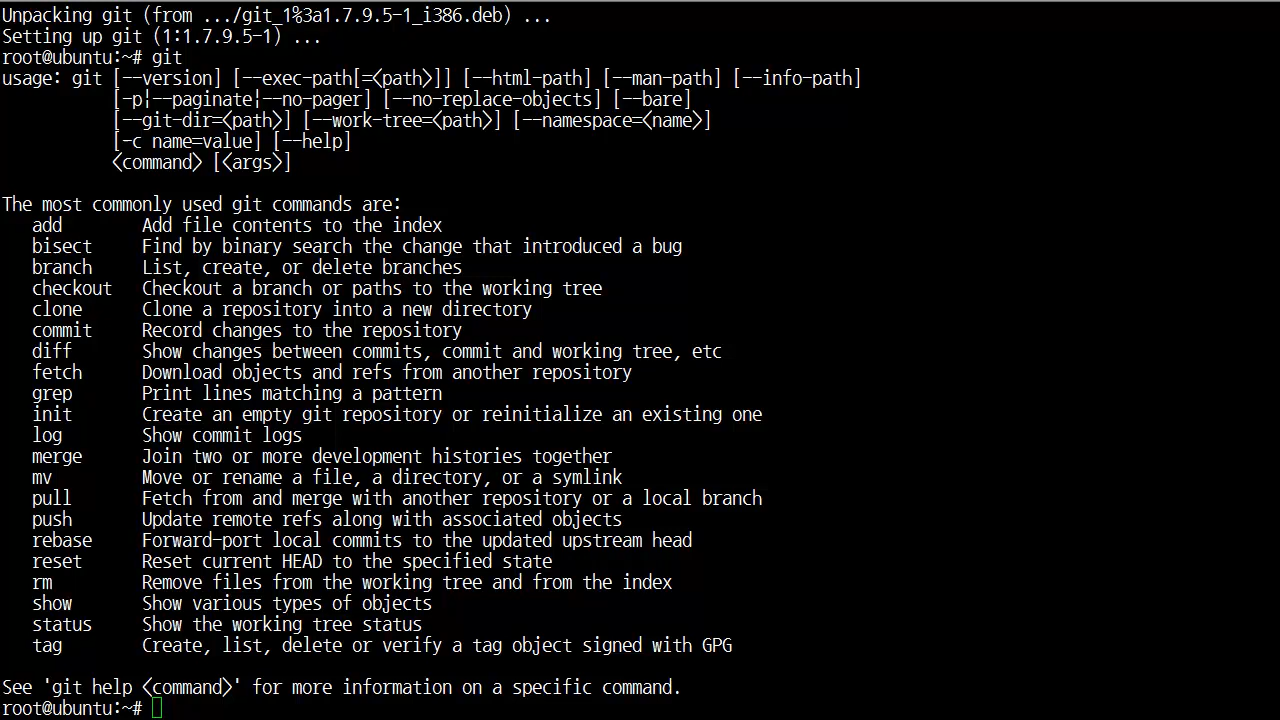 Unpacking git (from .../git_1%3a1.7.9.5-1_i386.deb) ...
Setting up git (1:1.7.9.5-1) ...
root@ubuntu:~# git
usage: git [--version] [--exec-path[=<path>]] [--html-path] [--man-path] [--info-path]
           [-p¦--paginate¦--no-pager] [--no-replace-objects] [--bare]
           [--git-dir=<path>] [--work-tree=<path>] [--namespace=<name>]
           [-c name=value] [--help]
           <command> [<args>]

The most commonly used git commands are:
   add        Add file contents to the index
   bisect     Find by binary search the change that introduced a bug
   branch     List, create, or delete branches
   checkout   Checkout a branch or paths to the working tree
   clone      Clone a repository into a new directory
   commit     Record changes to the repository
   diff       Show changes between commits, commit and working tree, etc
   fetch      Download objects and refs from another repository
   grep       Print lines matching a pattern
   init       Create an empty git repository or reinitialize an existing one
   log        Show commit logs
   merge      Join two or more development histories together
   mv         Move or rename a file, a directory, or a symlink
   pull       Fetch from and merge with another repository or a local branch
   push       Update remote refs along with associated objects
   rebase     Forward-port local commits to the updated upstream head
   reset      Reset current HEAD to the specified state
   rm         Remove files from the working tree and from the index
   show       Show various types of objects
   status     Show the working tree status
   tag        Create, list, delete or verify a tag object signed with GPG

See 'git help <command>' for more information on a specific command.
root@ubuntu:~#